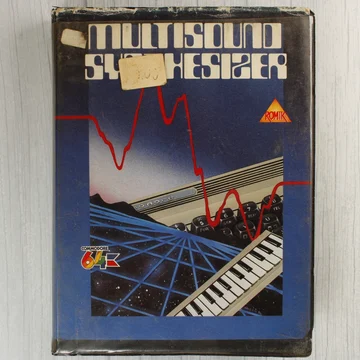 MULTISOUND
SYNTHESIZER
ROMIK
COMMODORE
64